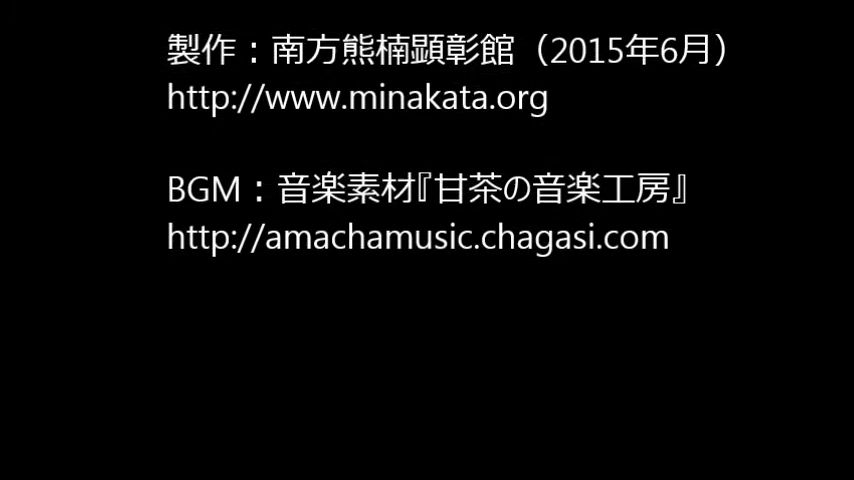 製作：南方熊楠顕彰館（2015年6月）
http://www.minakata.org
BGM：音楽素材『甘茶の音楽工房』
http://amachamusic.chagasi.com